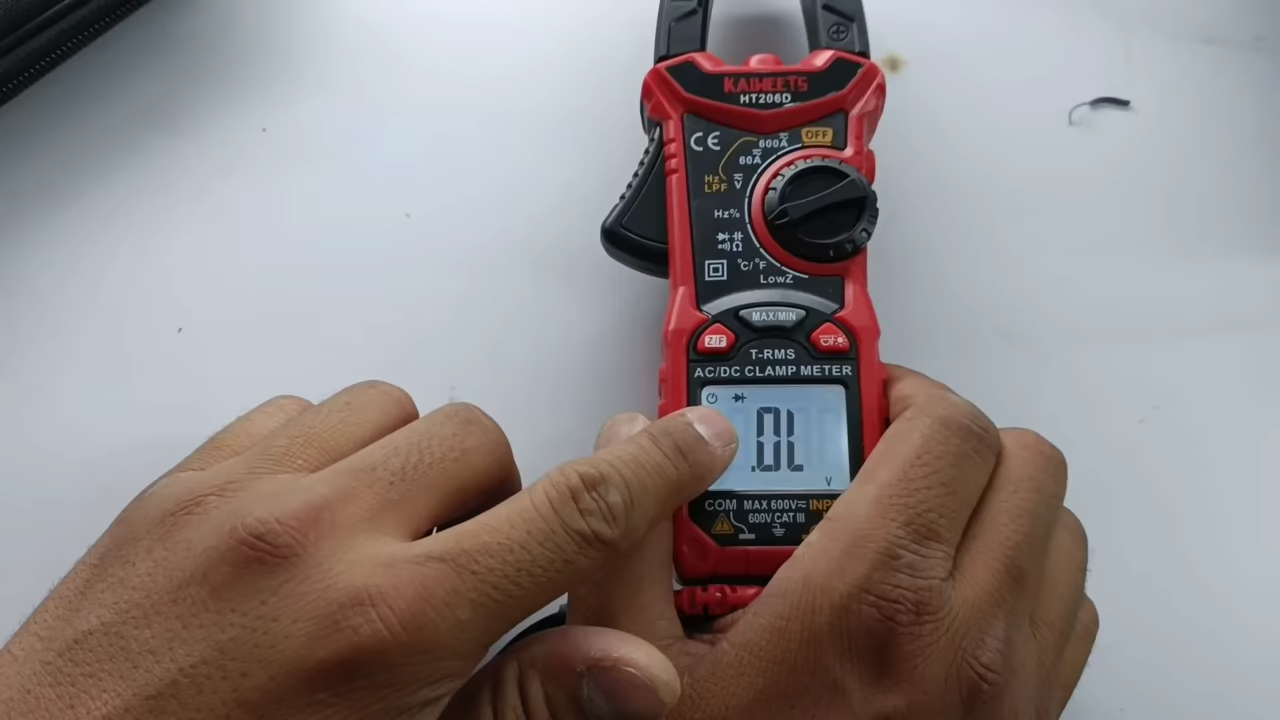 KAIWEETS
HT206D
CE
OFF
600A
60A
Hz
LPF
V
Hz%
Ω
°C/°F
LowZ
MAX/MIN
Z/F
T-RMS
AC/DC CLAMP METER
.0L
V
COM MAX 600V INP
600V CAT III